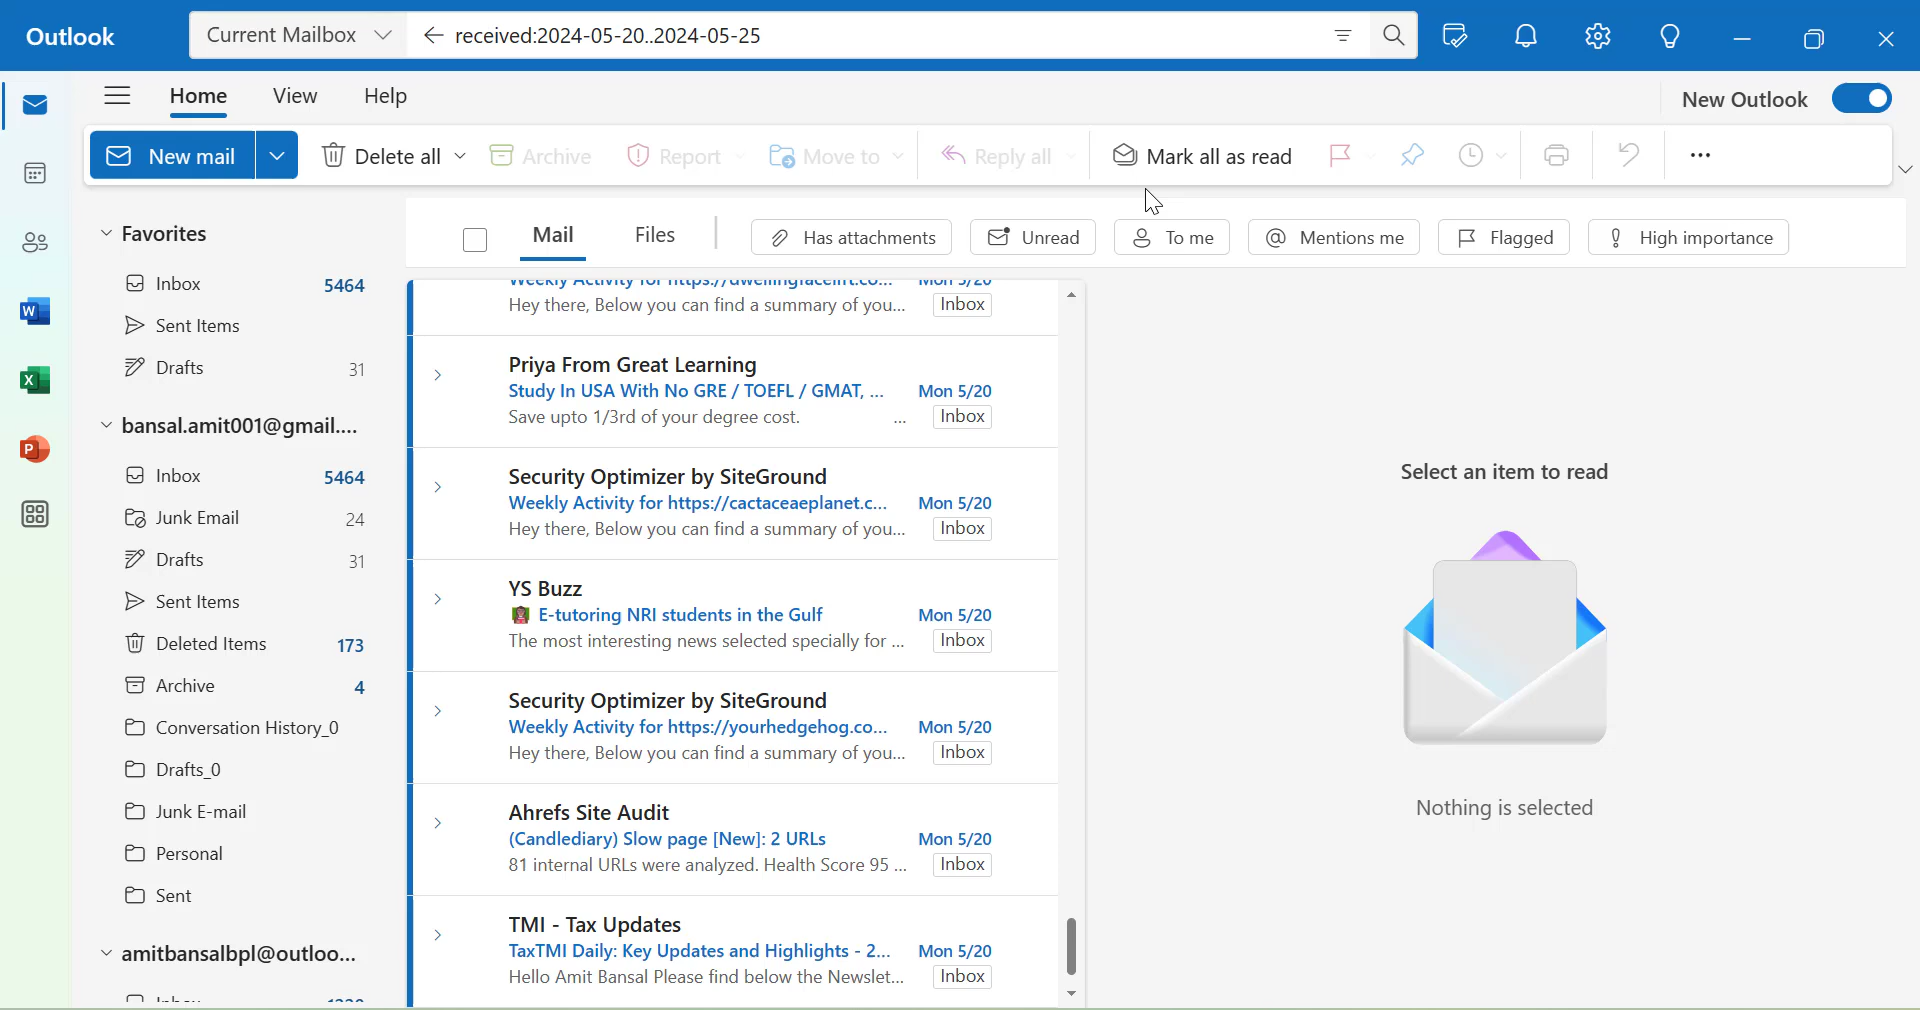 Outlook
Current Mailbox
received:2024-05-20..2024-05-25
Home View Help
New Outlook
New mail
Delete all
Archive
Report
Move to
Reply all
Mark all as read
Favorites
Inbox 5464
Sent Items
Drafts 31
bansal.amit001@gmail....
Inbox 5464
Junk Email 24
Drafts 31
Sent Items
Deleted Items 173
Archive 4
Conversation History_0
Drafts_0
Junk E-mail
Personal
Sent
amitbansalbpl@outloo...
Mail Files
Has attachments
Unread
To me
Mentions me
Flagged
High importance
Weekly Activity for https://dwellingfacelift.co... Mon 5/20
Hey there, Below you can find a summary of you... Inbox
Priya From Great Learning
Study In USA With No GRE / TOEFL / GMAT, ... Mon 5/20
Save upto 1/3rd of your degree cost. ... Inbox
Security Optimizer by SiteGround
Weekly Activity for https://cactaceaeplanet.c... Mon 5/20
Hey there, Below you can find a summary of you... Inbox
YS Buzz
E-tutoring NRI students in the Gulf Mon 5/20
The most interesting news selected specially for ... Inbox
Security Optimizer by SiteGround
Weekly Activity for https://yourhedgehog.co... Mon 5/20
Hey there, Below you can find a summary of you... Inbox
Ahrefs Site Audit
(Candlediary) Slow page [New]: 2 URLs Mon 5/20
81 internal URLs were analyzed. Health Score 95 ... Inbox
TMI - Tax Updates
TaxTMI Daily: Key Updates and Highlights - 2... Mon 5/20
Hello Amit Bansal Please find below the Newslet... Inbox
Select an item to read
Nothing is selected